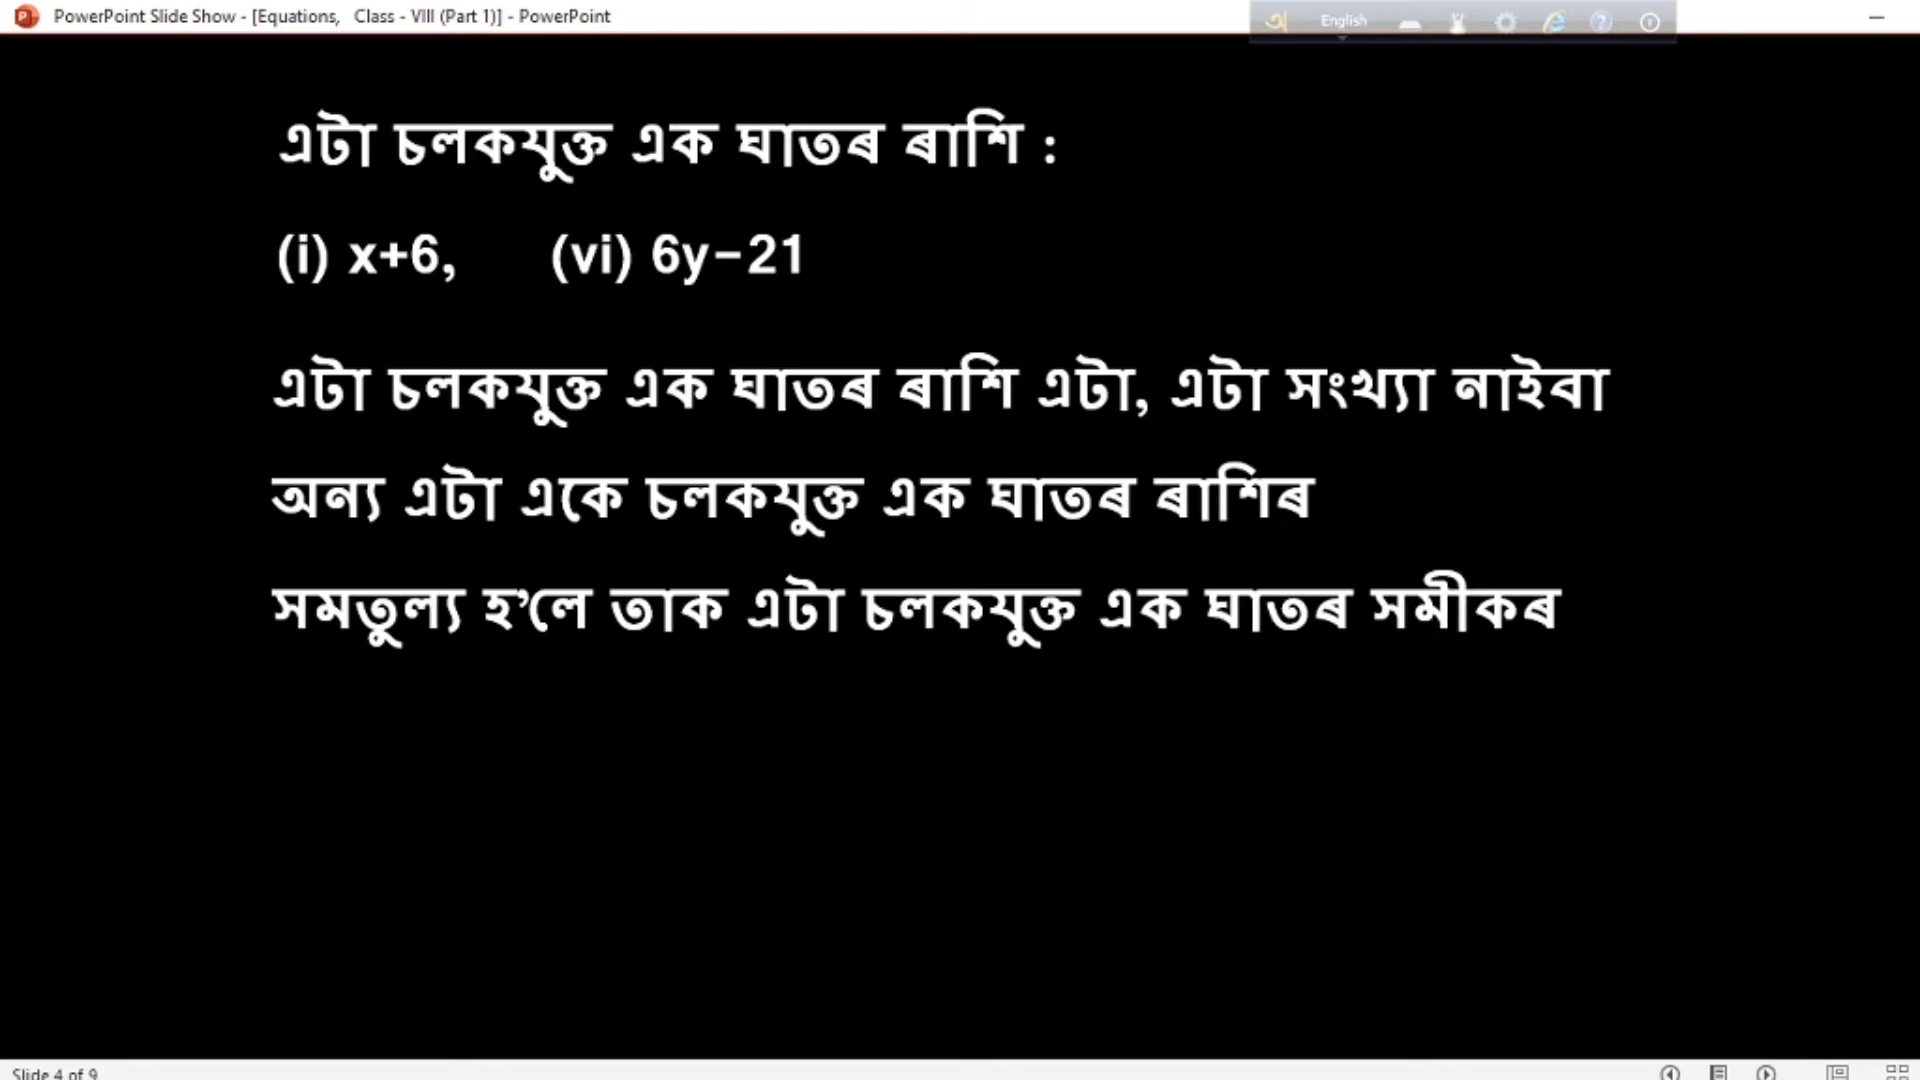 PowerPoint Slide Show - [Equations, Class - VIII (Part 1)] - PowerPoint
অ English
এটা চলকযুক্ত এক ঘাতৰ ৰাশি :
(i) x+6, (vi) 6y−21
এটা চলকযুক্ত এক ঘাতৰ ৰাশি এটা, এটা সংখ্যা নাইবা
অন্য এটা একে চলকযুক্ত এক ঘাতৰ ৰাশিৰ
সমতুল্য হ’লে তাক এটা চলকযুক্ত এক ঘাতৰ সমীকৰ
Slide 4 of 9